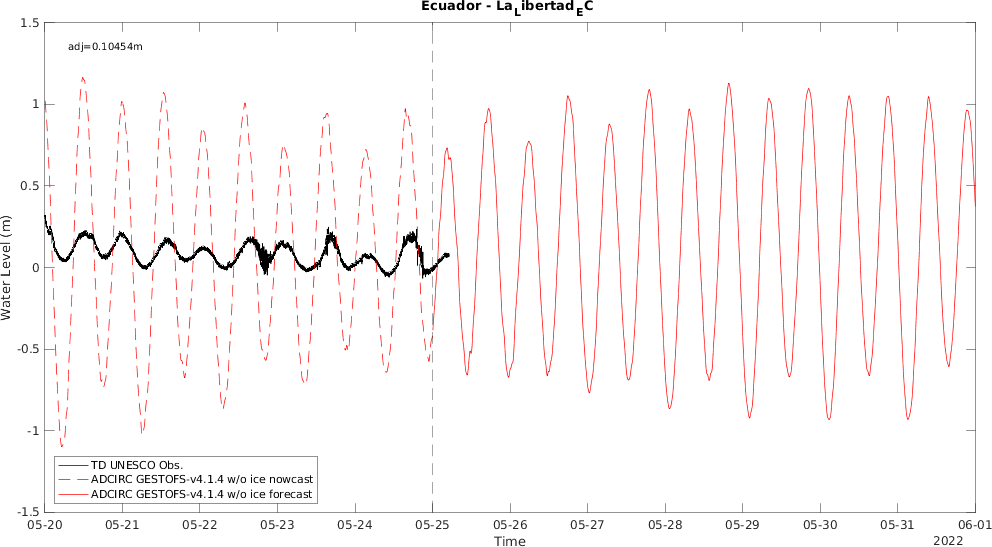 Ecuador - LaLibertadEC
adj=0.10454m
Water Level (m)
1.5
1
0.5
0
-0.5
-1
-1.5
TD UNESCO Obs.
ADCIRC GESTOFS-v4.1.4 w/o ice nowcast
ADCIRC GESTOFS-v4.1.4 w/o ice forecast
05-20 05-21 05-22 05-23 05-24 05-25 05-26 05-27 05-28 05-29 05-30 05-31 06-01
Time
2022